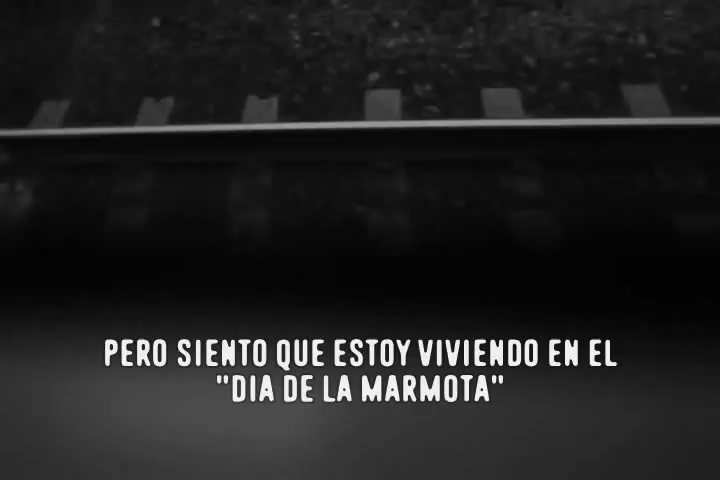 PERO SIENTO QUE ESTOY VIVIENDO EN EL
"DIA DE LA MARMOTA"